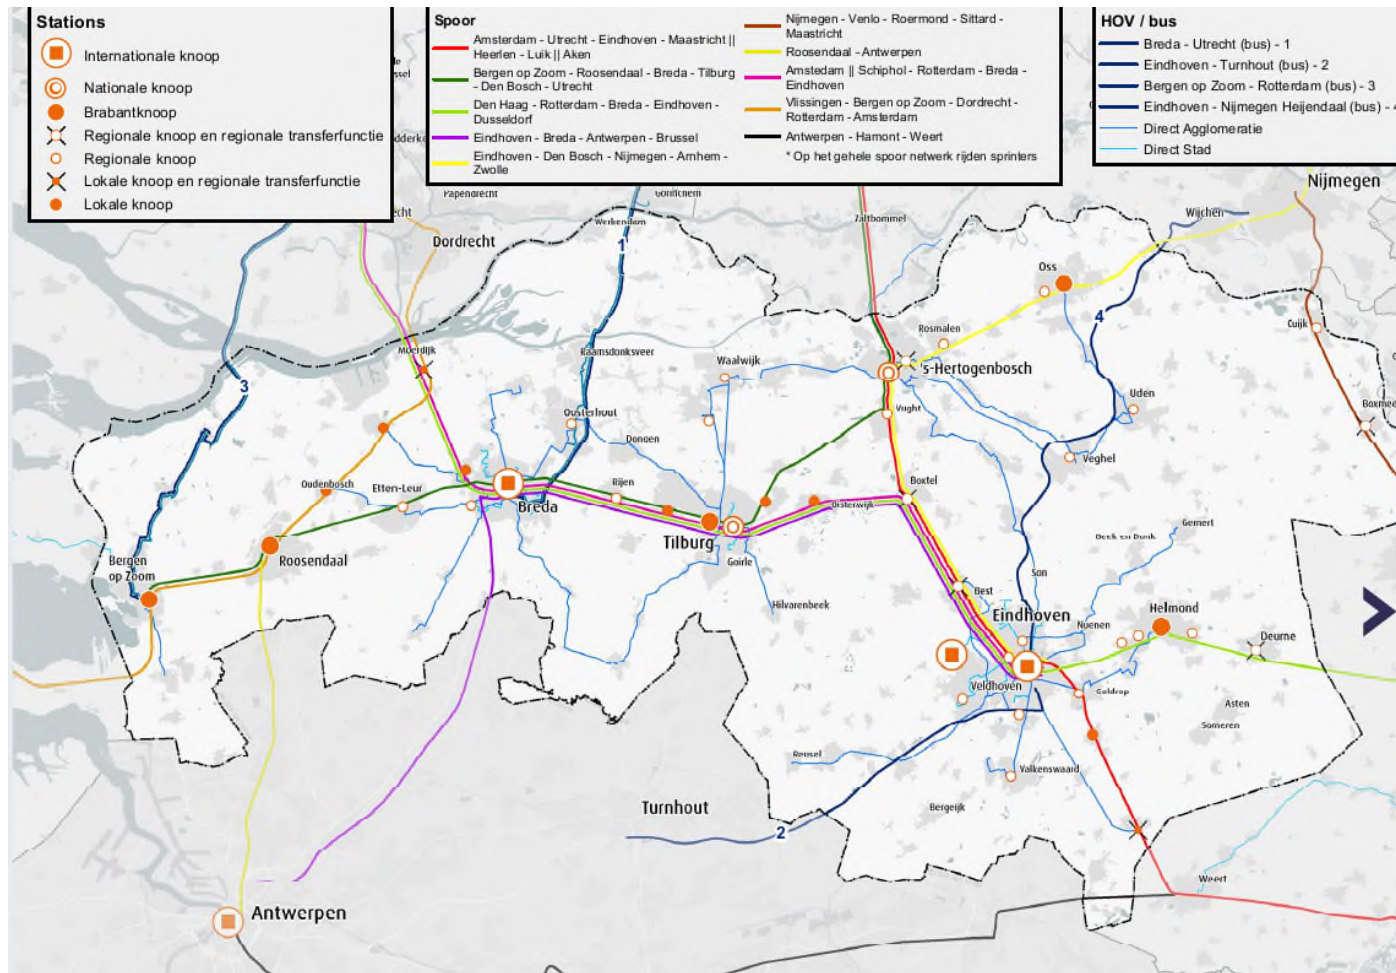 Stations
Internationale knoop
Nationale knoop
Brabantknoop
Regionale knoop en regionale transferfunctie
Regionale knoop
Lokale knoop en regionale transferfunctie
Lokale knoop
Spoor
Amsterdam - Utrecht - Eindhoven - Maastricht ||
Heerlen - Luik || Aken
Bergen op Zoom - Roosendaal - Breda - Tilburg
- Den Bosch - Utrecht
Den Haag - Rotterdam - Breda - Eindhoven -
Dusseldorf
Eindhoven - Breda - Antwerpen - Brussel
Eindhoven - Den Bosch - Nijmegen - Arnhem -
Zwolle
Nijmegen - Venlo - Roermond - Sittard -
Maastricht
Roosendaal - Antwerpen
Amstedam || Schiphol - Rotterdam - Breda -
Eindhoven
Vlissingen - Bergen op Zoom - Dordrecht -
Rotterdam - Amsterdam
Antwerpen - Hamont - Weert
* Op het gehele spoor netwerk rijden sprinters
HOV / bus
Breda - Utrecht (bus) - 1
Eindhoven - Turnhout (bus) - 2
Bergen op Zoom - Rotterdam (bus) - 3
Eindhoven - Nijmegen Heijendaal (bus) - 4
Direct Agglomeratie
Direct Stad
Papendrecht
Gorinchem
Nijmegen
Werkendam
Zaltbommel
Wijchen
Dordrecht
1
Oss
4
Cuijk
Rosmalen
Moerdijk
Raamsdonksveer
Waalwijk
's-Hertogenbosch
3
Oosterhout
Vught
Uden
Boxmeer
Dongen
Veghel
Oudenbosch
Etten-Leur
Rijen
Boxtel
Breda
Oisterwijk
Tilburg
Gemert
Beek en Donk
Bergen
op Zoom
Roosendaal
Goirle
Son
Best
Hilvarenbeek
Eindhoven
Helmond
Nuenen
Deurne
Veldhoven
Geldrop
Asten
Someren
Reusel
Valkenswaard
Turnhout
Bergeijk
2
Weert
Antwerpen